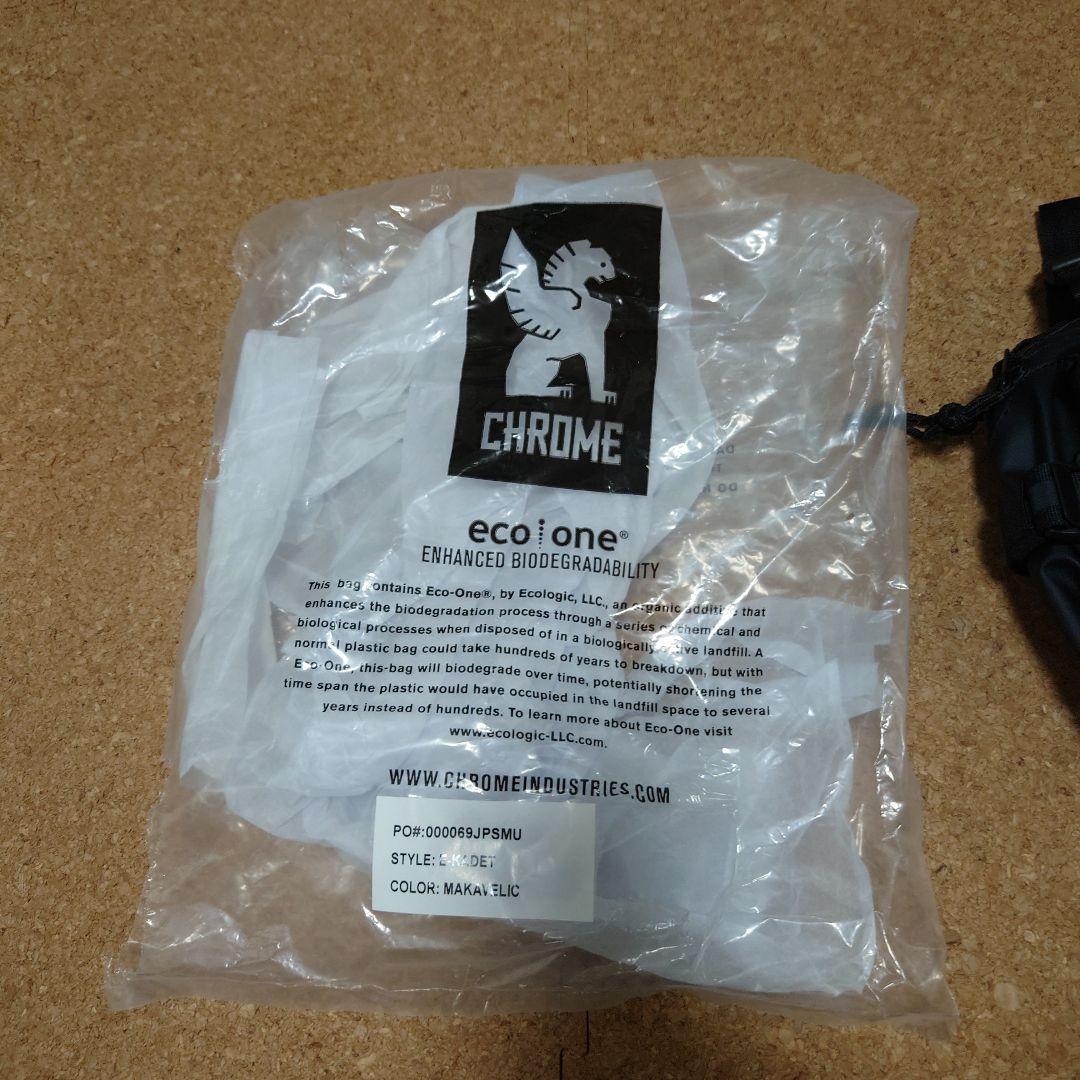 CHROME
eco one®
ENHANCED BIODEGRADABILITY
This bag contains Eco-One®, by Ecologic, LLC., an organic additive that
enhances the biodegradation process through a series of chemical and
biological processes when disposed of in a biologically active landfill. A
normal plastic bag could take hundreds of years to breakdown, but with
Eco-One, this-bag will biodegrade over time, potentially shortening the
time span the plastic would have occupied in the landfill space to several
years instead of hundreds. To learn more about Eco-One visit
www.ecologic-LLC.com.
WWW.CHROMEINDUSTRIES.COM
PO#:000069JPSMU
STYLE: E-KADET
COLOR: MAKAVELIC